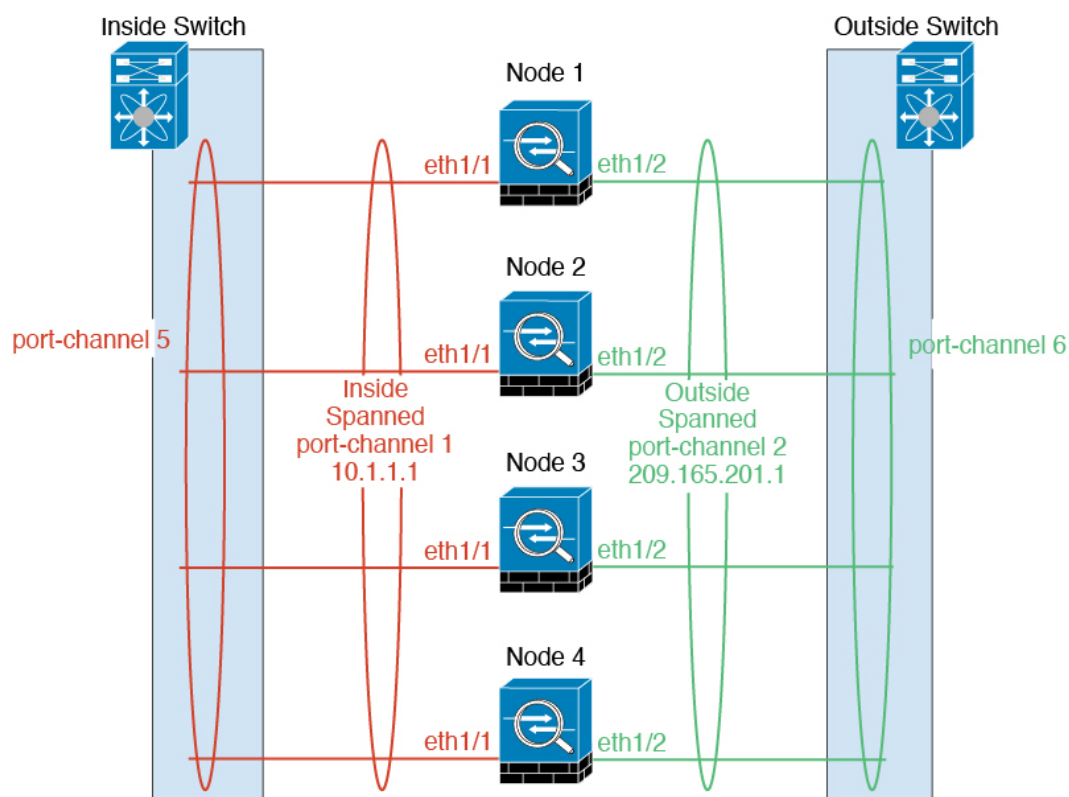 Inside Switch
Outside Switch
Node 1
eth1/1
eth1/2
Node 2
port-channel 5
eth1/1
eth1/2
port-channel 6
Inside
Spanned
port-channel 1
10.1.1.1
Outside
Spanned
port-channel 2
209.165.201.1
Node 3
eth1/1
eth1/2
Node 4
eth1/1
eth1/2